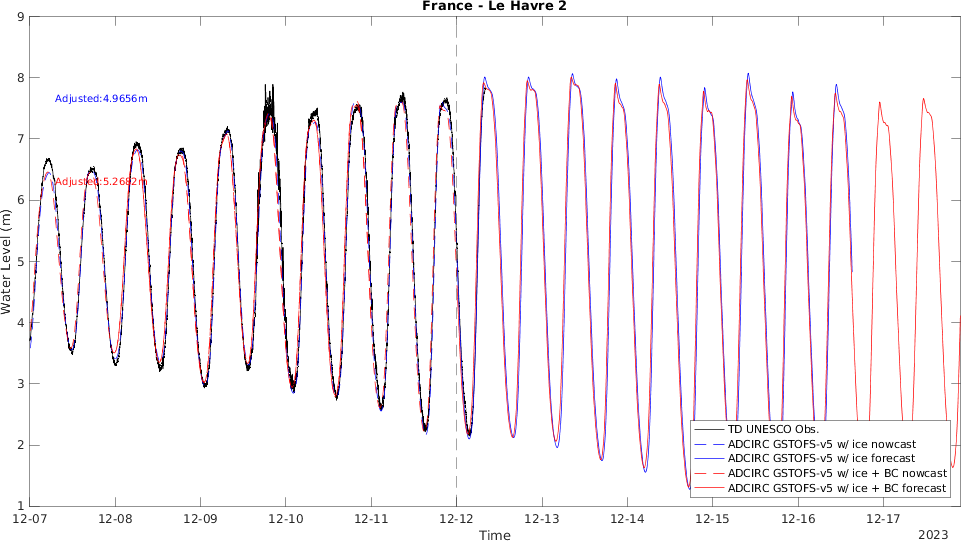 France - Le Havre 2
9
8
7
6
5
4
3
2
1
Water Level (m)
Adjusted:4.9656m
Adjusted:5.2682m
TD UNESCO Obs.
ADCIRC GSTOFS-v5 w/ ice nowcast
ADCIRC GSTOFS-v5 w/ ice forecast
ADCIRC GSTOFS-v5 w/ ice + BC nowcast
ADCIRC GSTOFS-v5 w/ ice + BC forecast
12-07 12-08 12-09 12-10 12-11 12-12 12-13 12-14 12-15 12-16 12-17
Time
2023